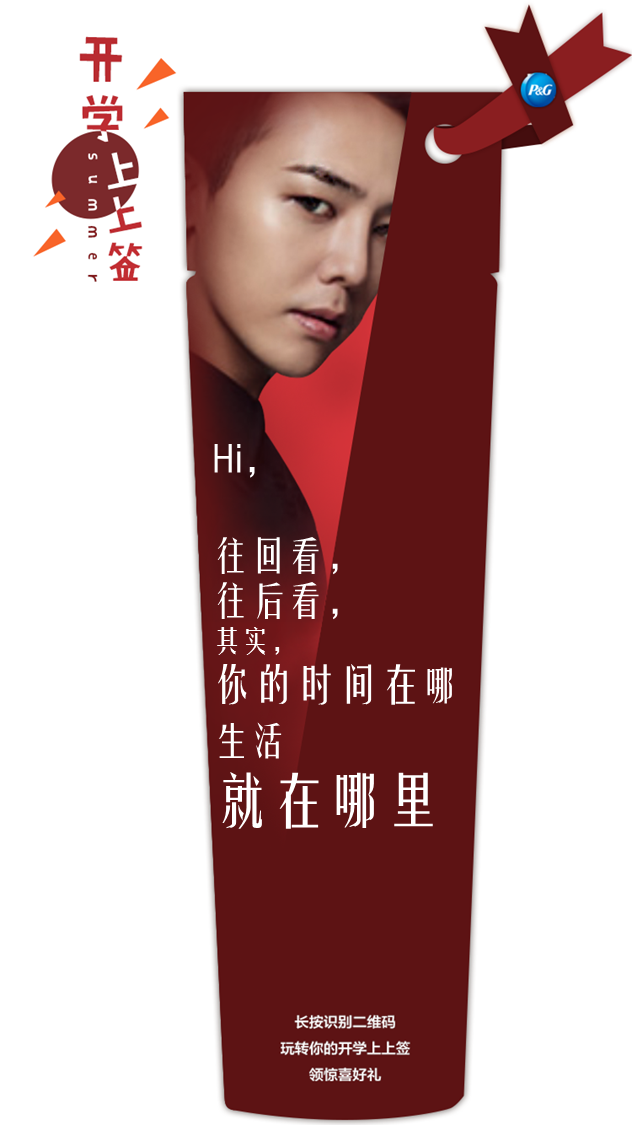 开学上上签
summer
P&G
Hi,
往回看,
往后看,
其实,
你的时间在哪
生活
就在哪里
长按识别二维码
玩转你的开学上上签
领惊喜好礼